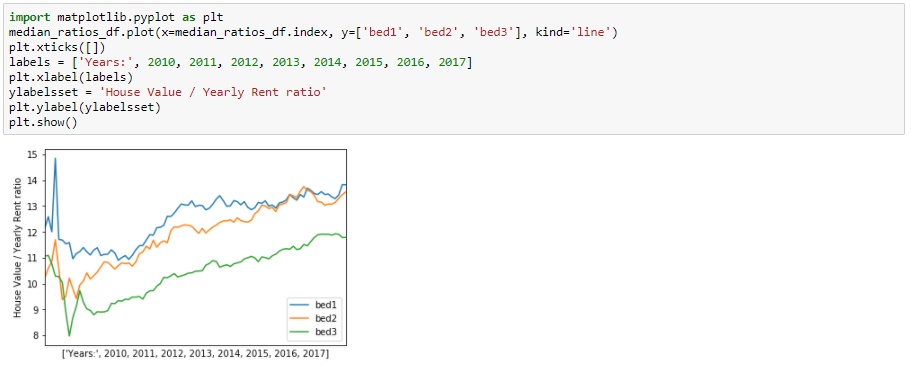 import matplotlib.pyplot as plt
median_ratios_df.plot(x=median_ratios_df.index, y=['bed1', 'bed2', 'bed3'], kind='line')
plt.xticks([])
labels = ['Years:', 2010, 2011, 2012, 2013, 2014, 2015, 2016, 2017]
plt.xlabel(labels)
ylabelsset = 'House Value / Yearly Rent ratio'
plt.ylabel(ylabelsset)
plt.show()
House Value / Yearly Rent ratio
15
14
13
12
11
10
9
8
bed1
bed2
bed3
['Years:', 2010, 2011, 2012, 2013, 2014, 2015, 2016, 2017]